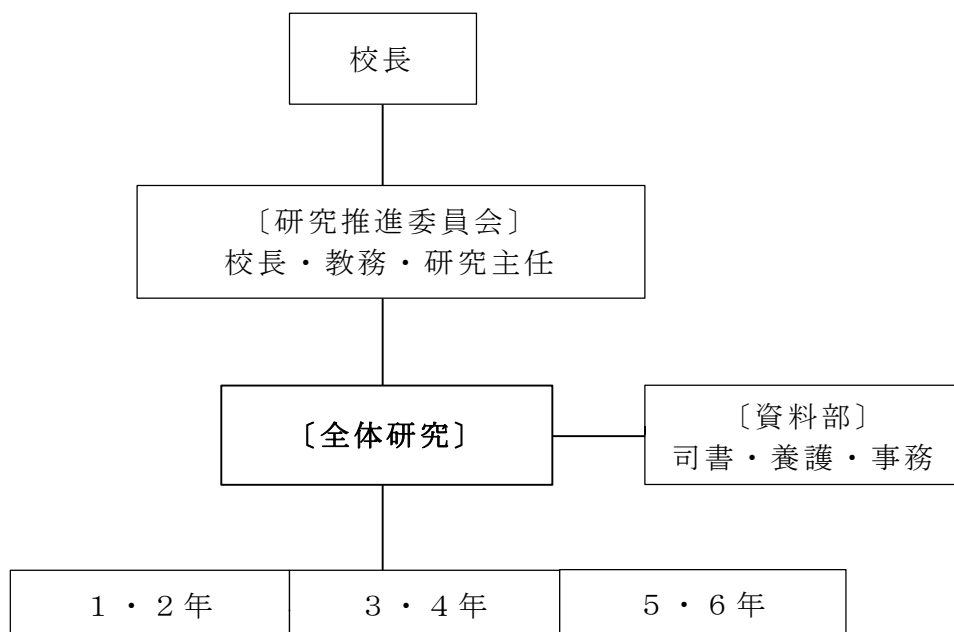 校長
〔研究推進委員会〕
校長・教務・研究主任
〔全体研究〕
〔資料部〕
司書・養護・事務
１・２年
３・４年
５・６年